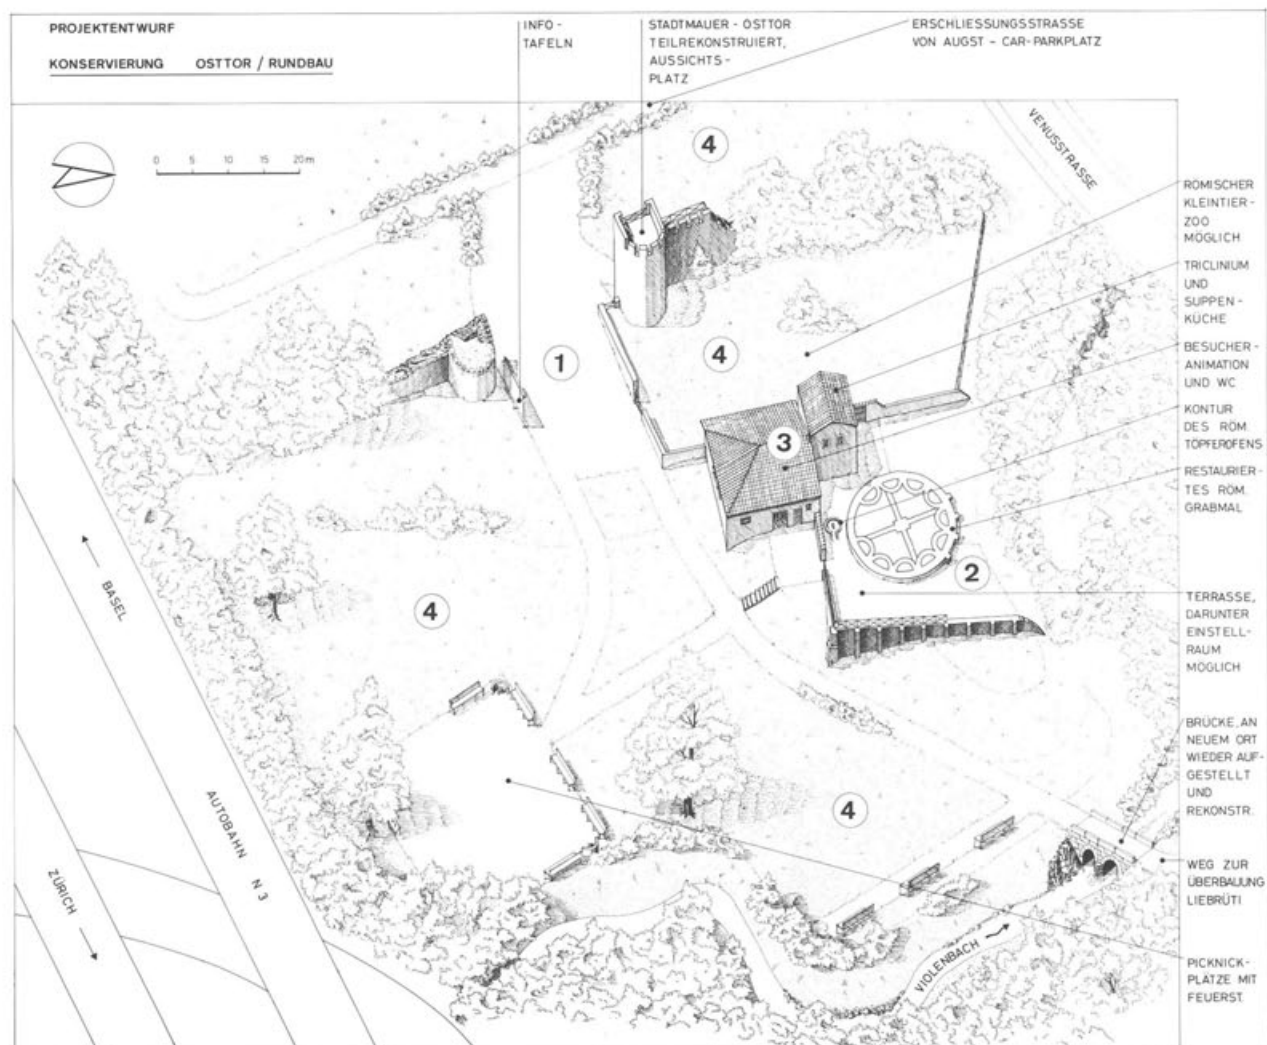 PROJEKTENTWURF
KONSERVIERUNG OSTTOR / RUNDBAU
INFO-
TAFELN
STADTMAUER - OSTTOR
TEILREKONSTRUIERT,
AUSSICHTS-
PLATZ
ERSCHLIESSUNGSSTRASSE
VON AUGST - CAR-PARKPLATZ
0 5 10 15 20m
VENUSSTRASSE
4
RÖMISCHER
KLEINTIER-
ZOO
MÖGLICH
TRICLINIUM
UND
SUPPEN-
KÜCHE
1
4
BESUCHER-
ANIMATION
UND WC
3
KONTUR
DES RÖM.
TÖPFEROFENS
RESTAURIER-
TES RÖM.
GRABMAL
2
BASEL
4
TERRASSE,
DARUNTER
EINSTELL-
RAUM
MÖGLICH
BRÜCKE, AN
NEUEM ORT
WIEDER AUF-
GESTELLT
UND
REKONSTR.
4
AUTOBAHN N 3
ZÜRICH
WEG ZUR
ÜBERBAUUNG
LIEBRÜTI
VIOLENBACH
PICKNICK-
PLÄTZE MIT
FEUERST.